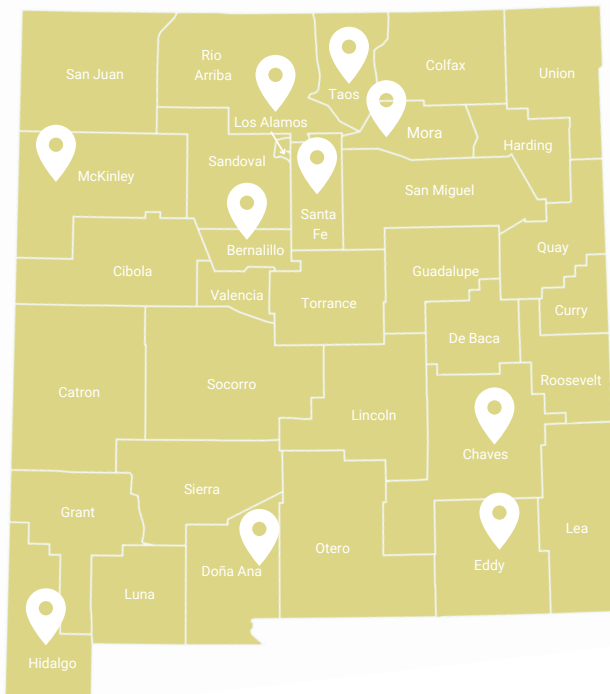 San Juan
Rio
Arriba
Taos
Colfax
Union
Los Alamos
Mora
Harding
McKinley
Sandoval
Santa
Fe
San Miguel
Bernalillo
Quay
Cibola
Guadalupe
Valencia
Torrance
Curry
De Baca
Roosevelt
Catron
Socorro
Lincoln
Chaves
Sierra
Grant
Lea
Otero
Eddy
Doña Ana
Luna
Hidalgo